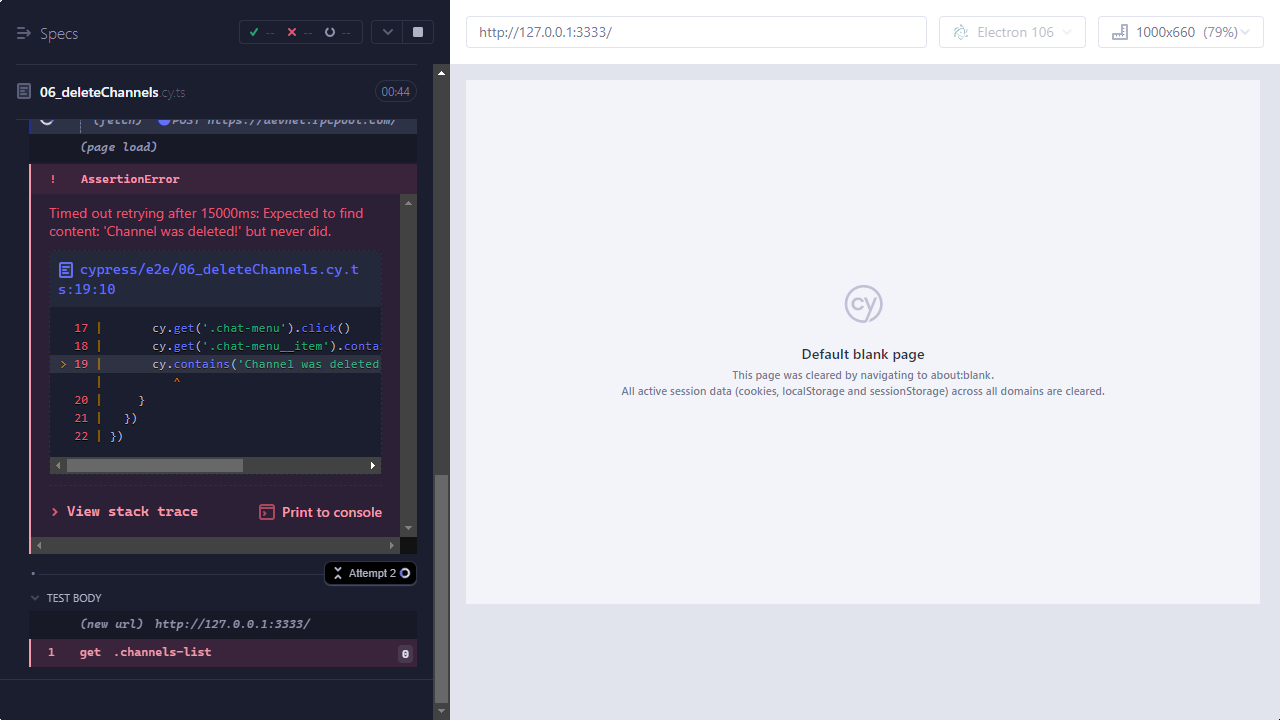 Specs
--
--
--
http://127.0.0.1:3333/
Electron 106
1000x660 (79%)
06_deleteChannels.cy.ts
00:44
(fetch) POST https://devnet.rpcpool.com/
(page load)
! AssertionError
Timed out retrying after 15000ms: Expected to find
content: 'Channel was deleted!' but never did.
cypress/e2e/06_deleteChannels.cy.t
s:19:10
17 | cy.get('.chat-menu').click()
18 | cy.get('.chat-menu__item').conta
> 19 | cy.contains('Channel was deleted
| ^
20 | }
21 | })
22 | })
> View stack trace
Print to console
Attempt 2
TEST BODY
(new url) http://127.0.0.1:3333/
1 get .channels-list 0
cy
Default blank page
This page was cleared by navigating to about:blank.
All active session data (cookies, localStorage and sessionStorage) across all domains are cleared.